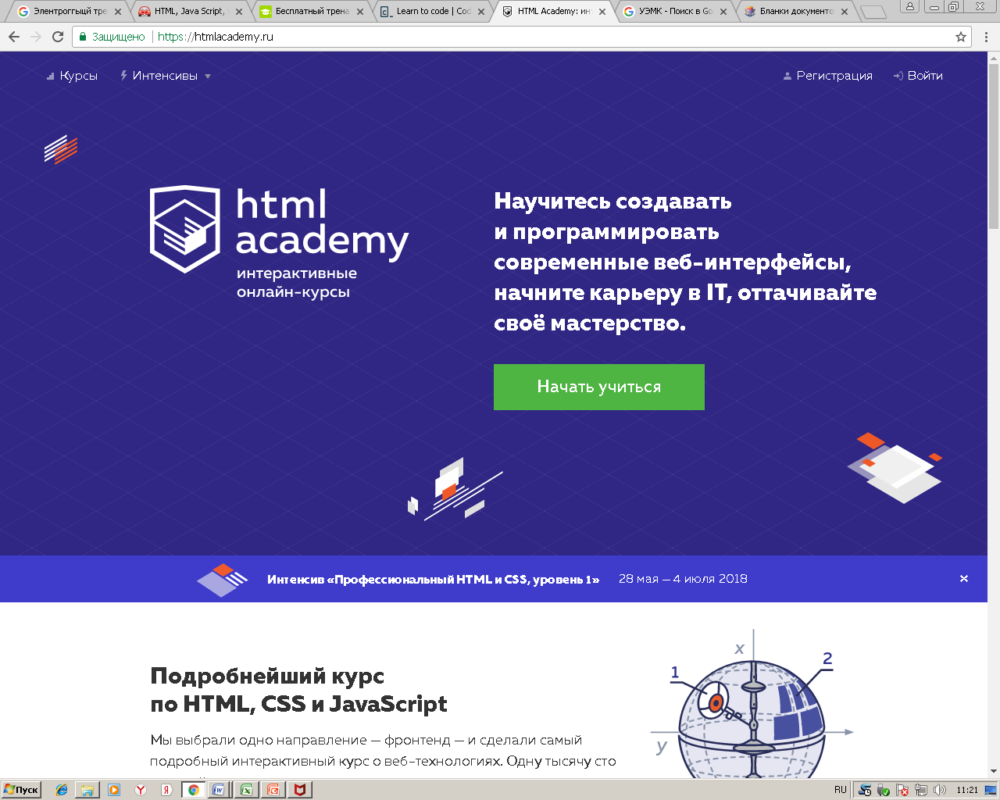 Элентроггыцй тре
HTML, Java Script,
Бесплатный трена
Learn to code | Cod
HTML Academy: ин
УЭМК - Поиск в Go
Бланки документо
Защищено
https://htmlacademy.ru
Курсы
Интенсивы
Регистрация
Войти
html
academy
интерактивные
онлайн-курсы
Научитесь создавать
и программировать
современные веб-интерфейсы,
начните карьеру в IT, оттачивайте
своё мастерство.
Начать учиться
Интенсив «Профессиональный HTML и CSS, уровень 1» 28 мая — 4 июля 2018
Подробнейший курс
по HTML, CSS и JavaScript
Мы выбрали одно направление — фронтенд — и сделали самый
подробный интерактивный курс о веб-технологиях. Одну тысячу сто
x
1
2
y
Пуск
RU
11:21